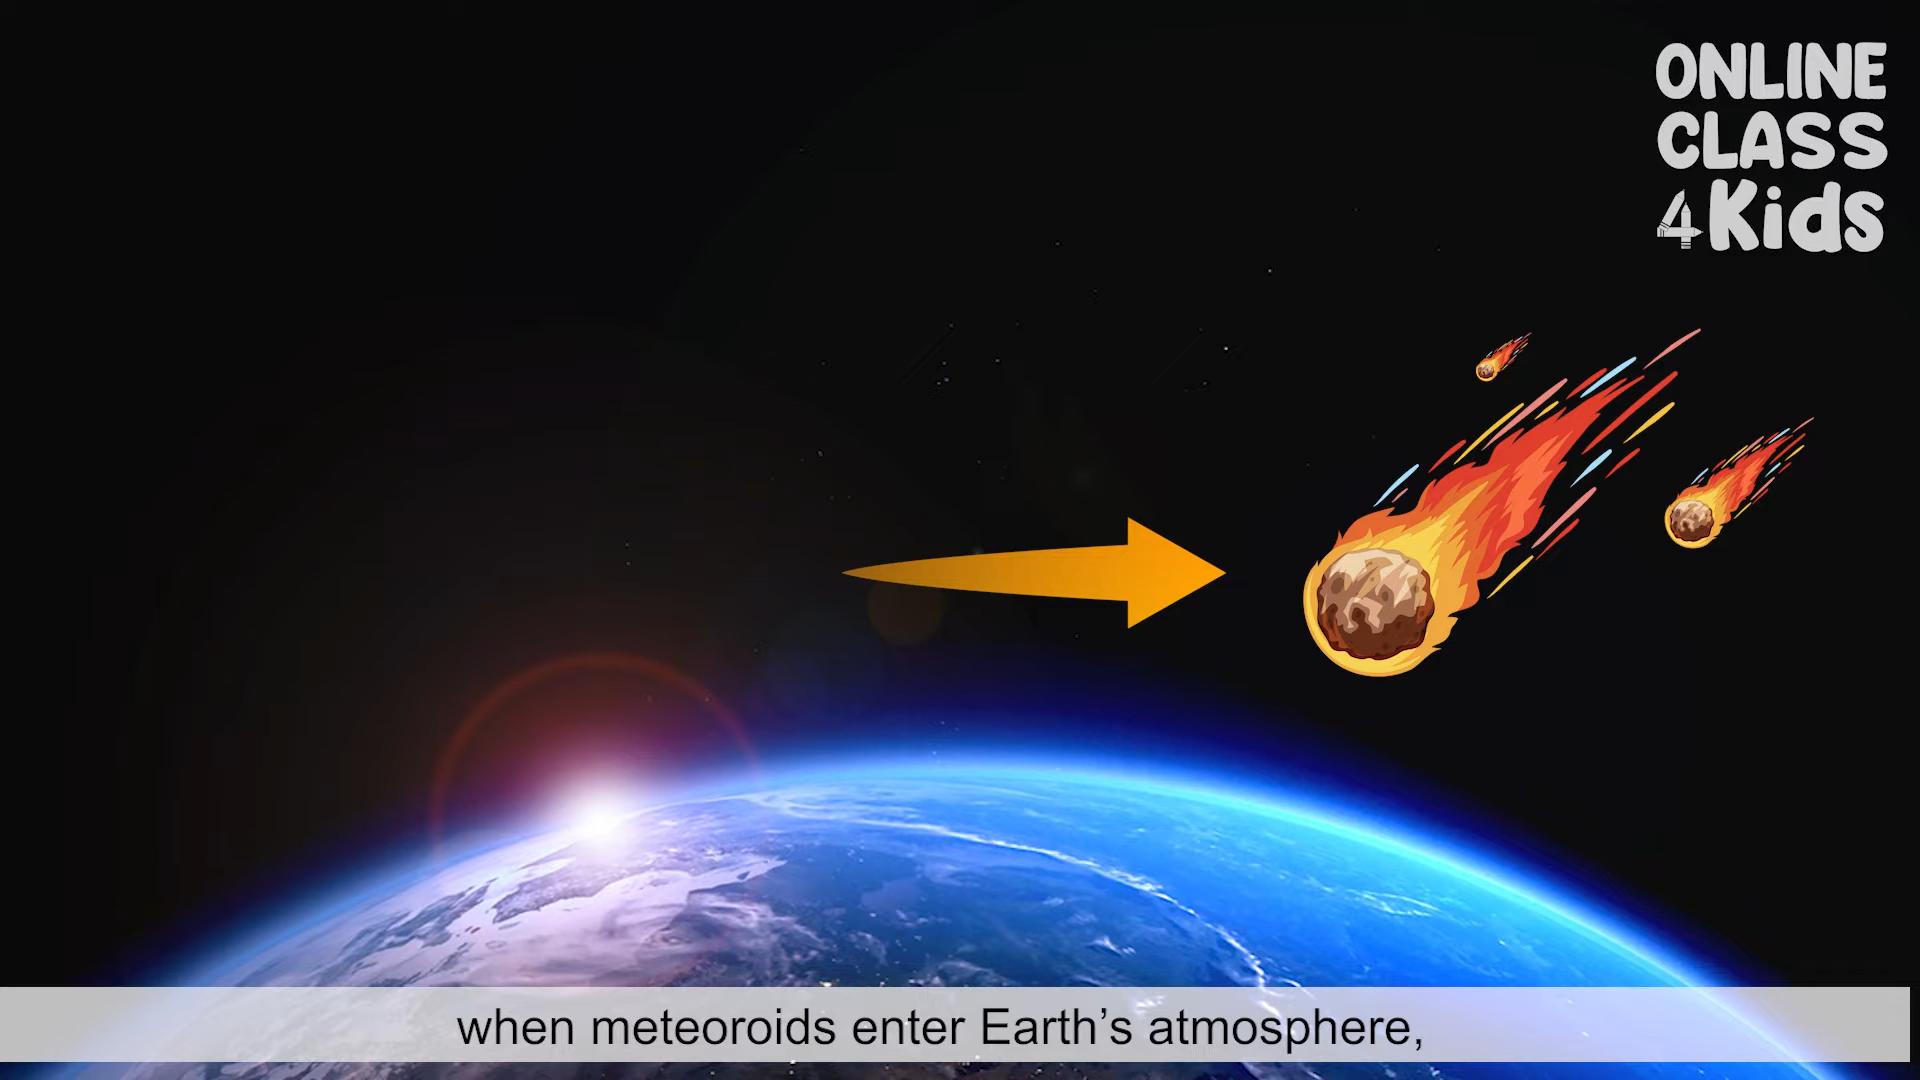 ONLINE
CLASS
4Kids
when meteoroids enter Earth’s atmosphere,